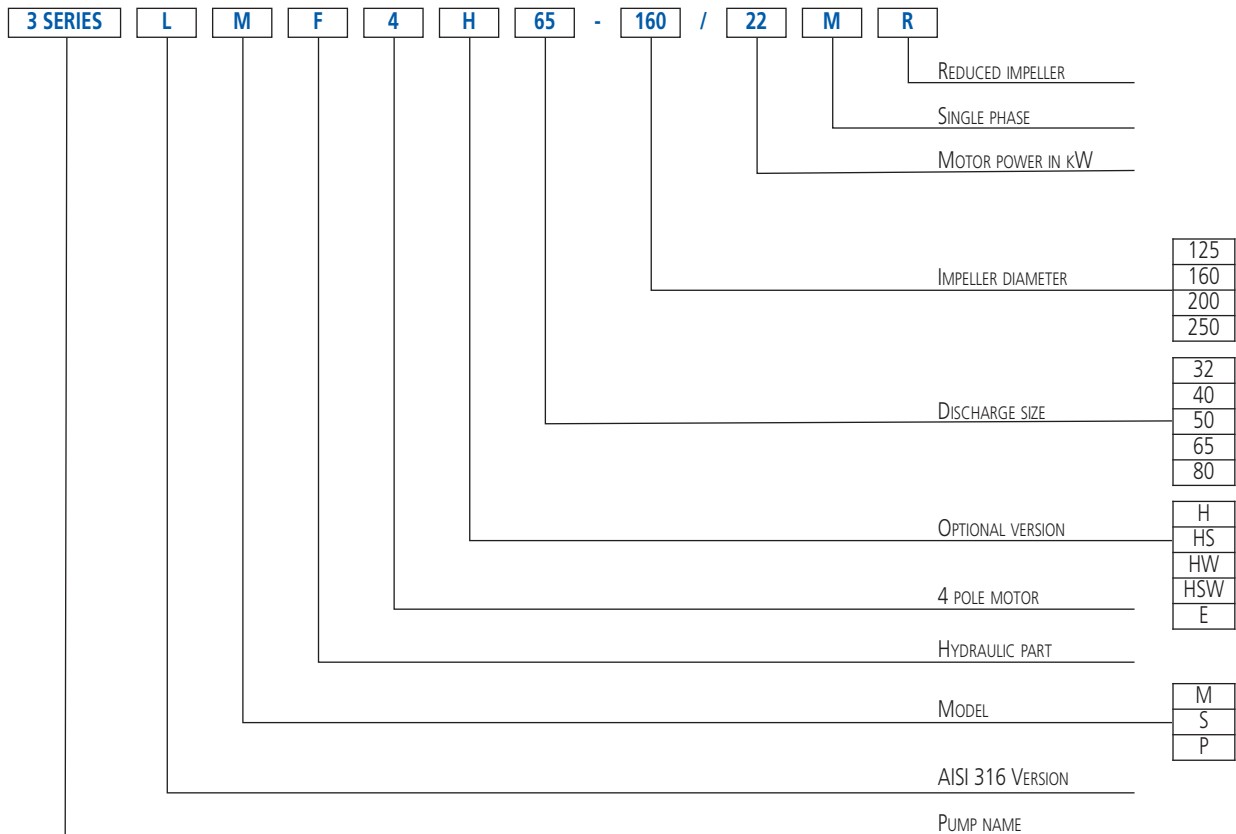 3 SERIES L M F 4 H 65 - 160 / 22 M R
REDUCED IMPELLER
SINGLE PHASE
MOTOR POWER IN KW
125
IMPELLER DIAMETER 160
200
250
32
40
DISCHARGE SIZE 50
65
80
H
OPTIONAL VERSION HS
HW
HSW
4 POLE MOTOR E
HYDRAULIC PART
M
MODEL S
P
AISI 316 VERSION
PUMP NAME